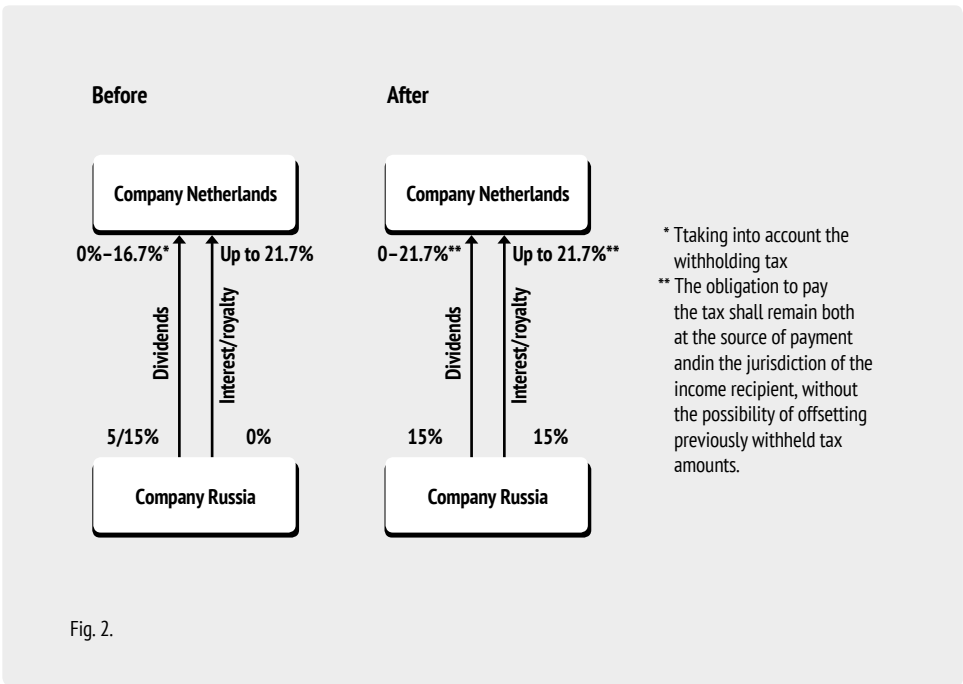 Before
Company Netherlands
0%–16.7%*
Up to 21.7%
Dividends
Interest/royalty
5/15%
0%
Company Russia
After
Company Netherlands
0–21.7%**
Up to 21.7%**
Dividends
Interest/royalty
15%
15%
Company Russia
* Ttaking into account the
withholding tax
** The obligation to pay
the tax shall remain both
at the source of payment
andin the jurisdiction of the
income recipient, without
the possibility of offsetting
previously withheld tax
amounts.
Fig. 2.